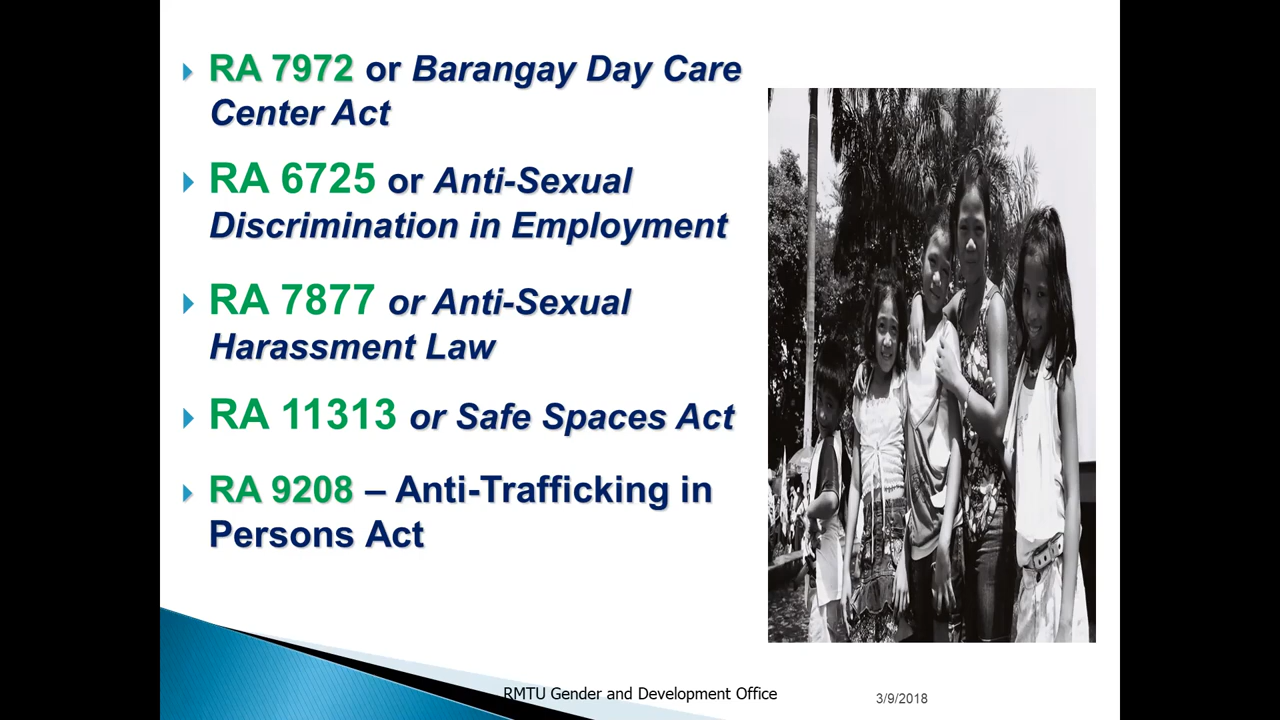 RA 7972 or Barangay Day Care
Center Act
RA 6725 or Anti-Sexual
Discrimination in Employment
RA 7877 or Anti-Sexual
Harassment Law
RA 11313 or Safe Spaces Act
RA 9208 – Anti-Trafficking in
Persons Act
RMTU Gender and Development Office
3/9/2018